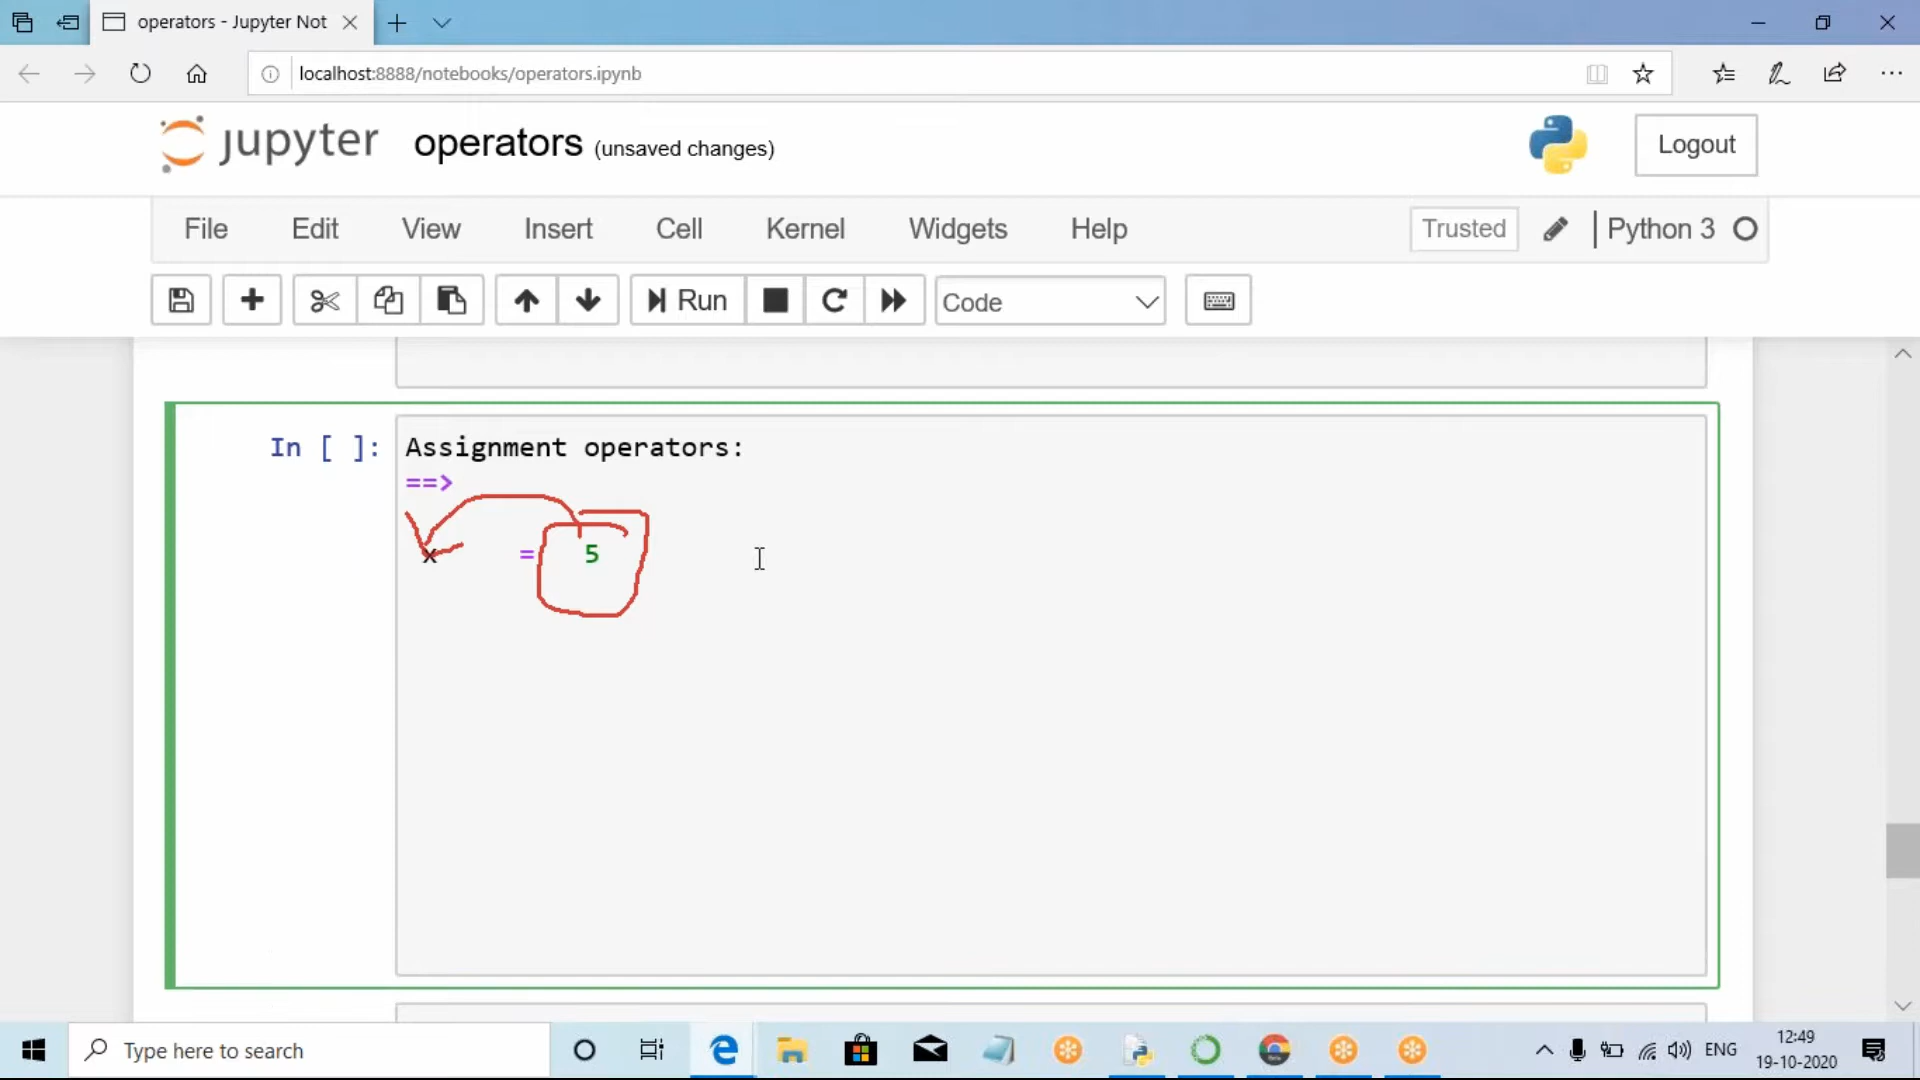 operators - Jupyter Not
localhost:8888/notebooks/operators.ipynb
jupyter operators (unsaved changes)
Logout
File Edit View Insert Cell Kernel Widgets Help Trusted Python 3
Run Code
In [ ]: Assignment operators:
==>
x = 5
Type here to search
ENG
12:49
19-10-2020